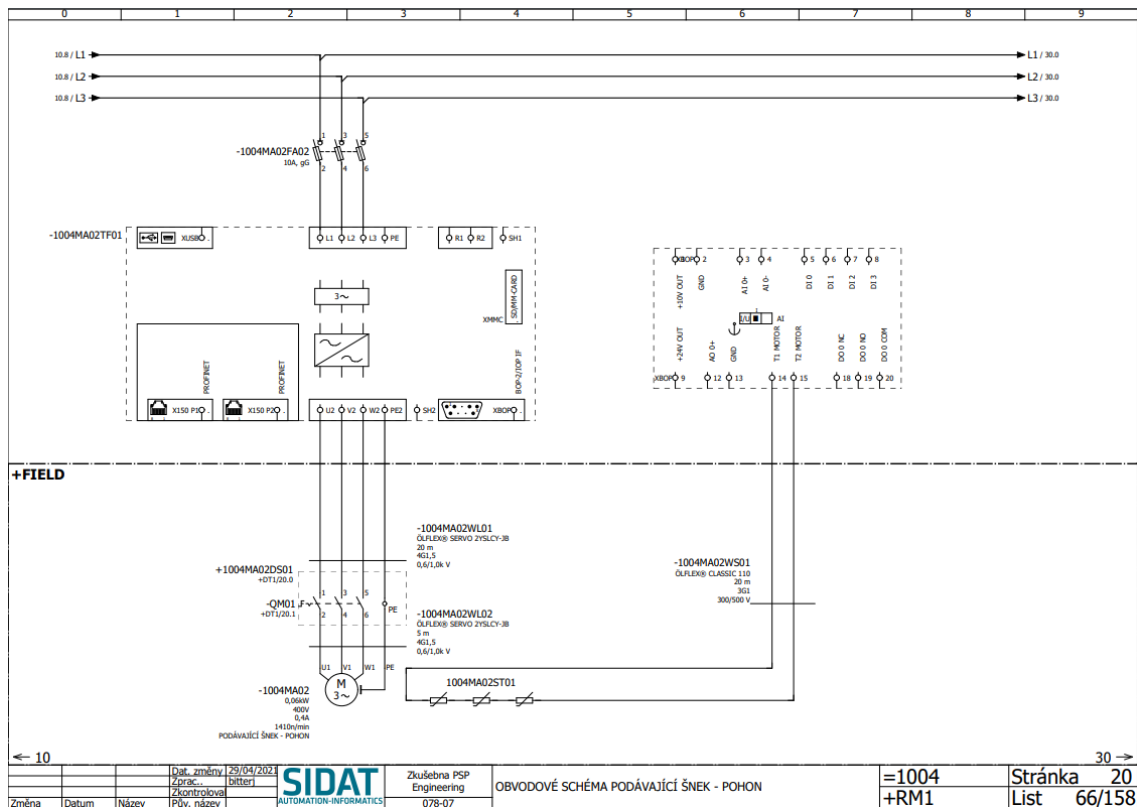 0 1 2 3 4 5 6 7 8 9
10.8 / L1
L1 / 30.0
10.8 / L2
L2 / 30.0
10.8 / L3
L3 / 30.0
1 3 5
-1004MA02FA02
10A, gG
2 4 6
-1004MA02TF01
XUSB
L1 L2 L3 PE
R1 R2
SH1
3~
SD/MM-CARD
XMMC
BOP-2/IOP IF
PROFINET
PROFINET
X150 P1
X150 P2
U2 V2 W2 PE2
SH2
XBOP
2 3 4 5 6 7 8
+10V OUT
GND
AI 0+
AI 0-
DI 0
DI 1
DI 2
DI 3
I/U
AI
+24V OUT
AO 0+
GND
T1 MOTOR
T2 MOTOR
DO 0 NC
DO 0 NO
DO 0 COM
XBOP 9 12 13 14 15 18 19 20
+FIELD
-1004MA02WL01
ÖLFLEX® SERVO 2YSLCY-JB
20 m
4G1,5
0,6/1,0k V
+1004MA02DS01
+DT1/20.0
1 3 5
-QM01
+DT1/20.1
2 4 6
PE
-1004MA02WL02
ÖLFLEX® SERVO 2YSLCY-JB
5 m
4G1,5
0,6/1,0k V
-1004MA02WS01
ÖLFLEX® CLASSIC 110
20 m
3G1
300/500 V
U1 V1 W1 PE
M
3~
-1004MA02
0,06kW
400V
0,4A
1410n/min
PODÁVAJÍCÍ ŠNEK - POHON
1004MA02ST01
10
30
Dat. změny 29/04/2021
Zprac.. bitterj
Zkontroloval
Změna Datum Název Pův. název
SIDAT
AUTOMATION-INFORMATICS
Zkušebna PSP
Engineering
078-07
OBVODOVÉ SCHÉMA PODÁVAJÍCÍ ŠNEK - POHON
=1004
+RM1
Stránka 20
List 66/158